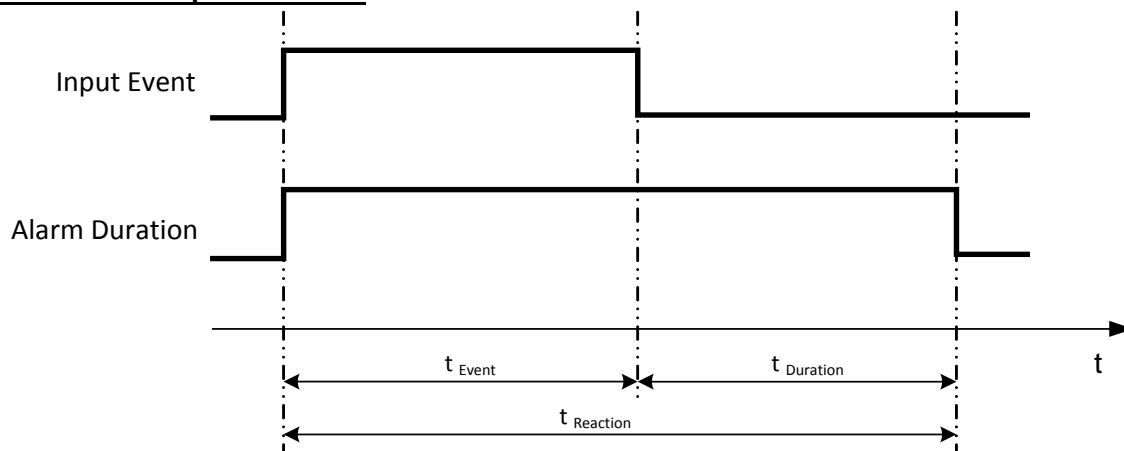 Input Event
Alarm Duration
t
t Event
t Duration
t Reaction